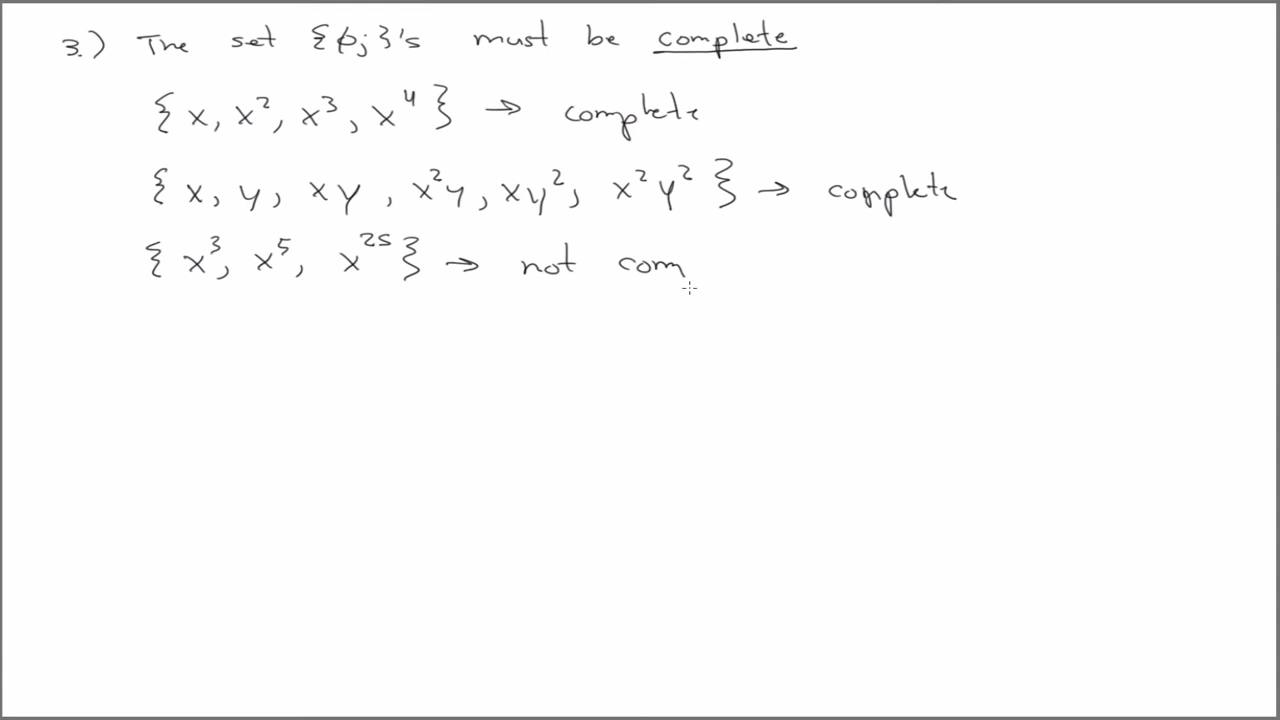 3.) The set {ϕj}'s must be complete
{x, x², x³, x⁴} → complete
{x, y, xy, x²y, xy², x²y²} → complete
{x³, x⁵, x²⁵} → not com